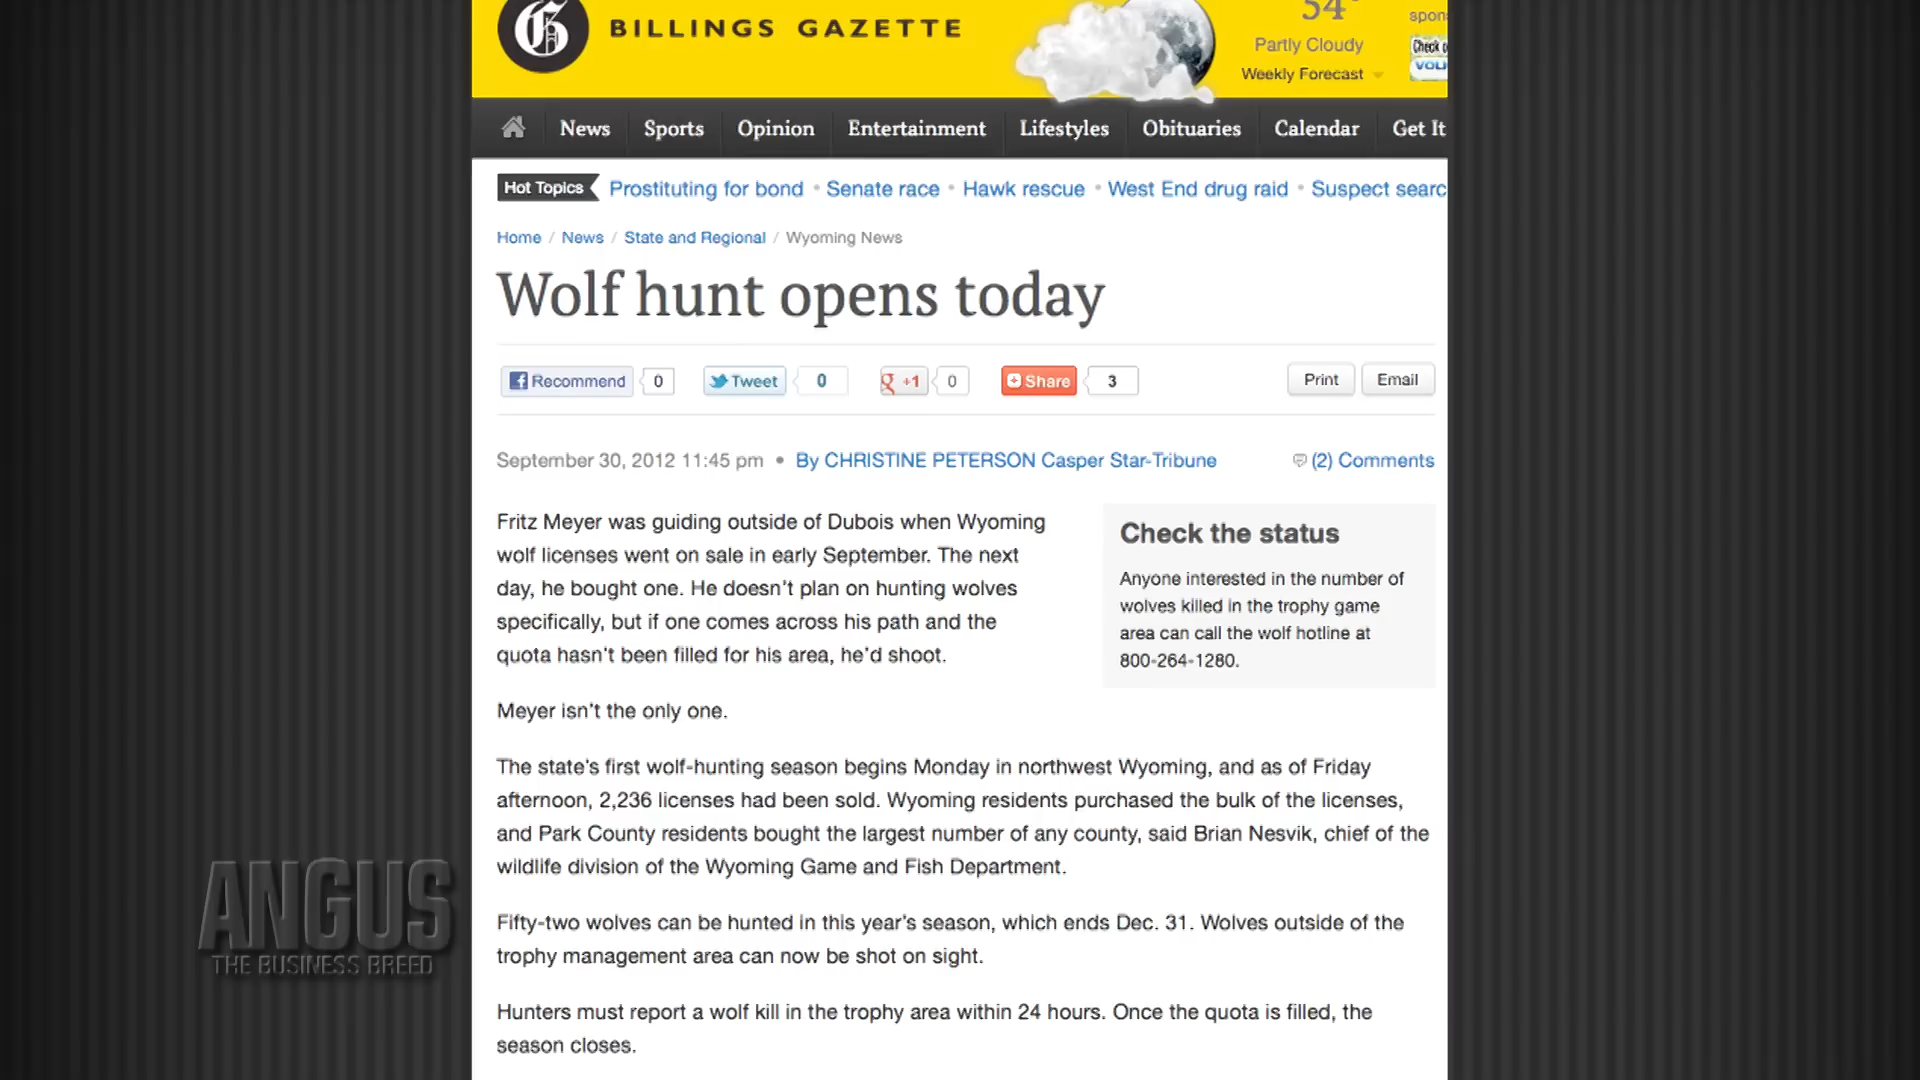 BILLINGS GAZETTE
54°
Partly Cloudy
Weekly Forecast
News Sports Opinion Entertainment Lifestyles Obituaries Calendar Get It
Hot Topics Prostituting for bond • Senate race • Hawk rescue • West End drug raid • Suspect searc
Home / News / State and Regional / Wyoming News
Wolf hunt opens today
Recommend 0 Tweet 0 +1 0 Share 3 Print Email
September 30, 2012 11:45 pm • By CHRISTINE PETERSON Casper Star-Tribune (2) Comments
Fritz Meyer was guiding outside of Dubois when Wyoming
wolf licenses went on sale in early September. The next
day, he bought one. He doesn't plan on hunting wolves
specifically, but if one comes across his path and the
quota hasn't been filled for his area, he'd shoot.
Check the status
Anyone interested in the number of
wolves killed in the trophy game
area can call the wolf hotline at
800-264-1280.
Meyer isn't the only one.
The state's first wolf-hunting season begins Monday in northwest Wyoming, and as of Friday
afternoon, 2,236 licenses had been sold. Wyoming residents purchased the bulk of the licenses,
and Park County residents bought the largest number of any county, said Brian Nesvik, chief of the
wildlife division of the Wyoming Game and Fish Department.
Fifty-two wolves can be hunted in this year's season, which ends Dec. 31. Wolves outside of the
trophy management area can now be shot on sight.
Hunters must report a wolf kill in the trophy area within 24 hours. Once the quota is filled, the
season closes.
ANGUS
THE BUSINESS BREED